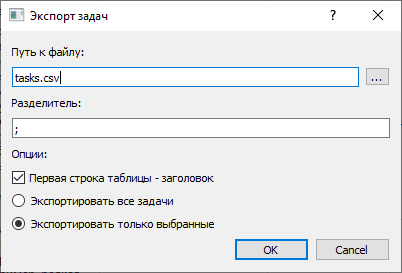 Экспорт задач
Путь к файлу:
tasks.csv
...
Разделитель:
;
Опции:
Первая строка таблицы - заголовок
Экспортировать все задачи
Экспортировать только выбранные
OK Cancel